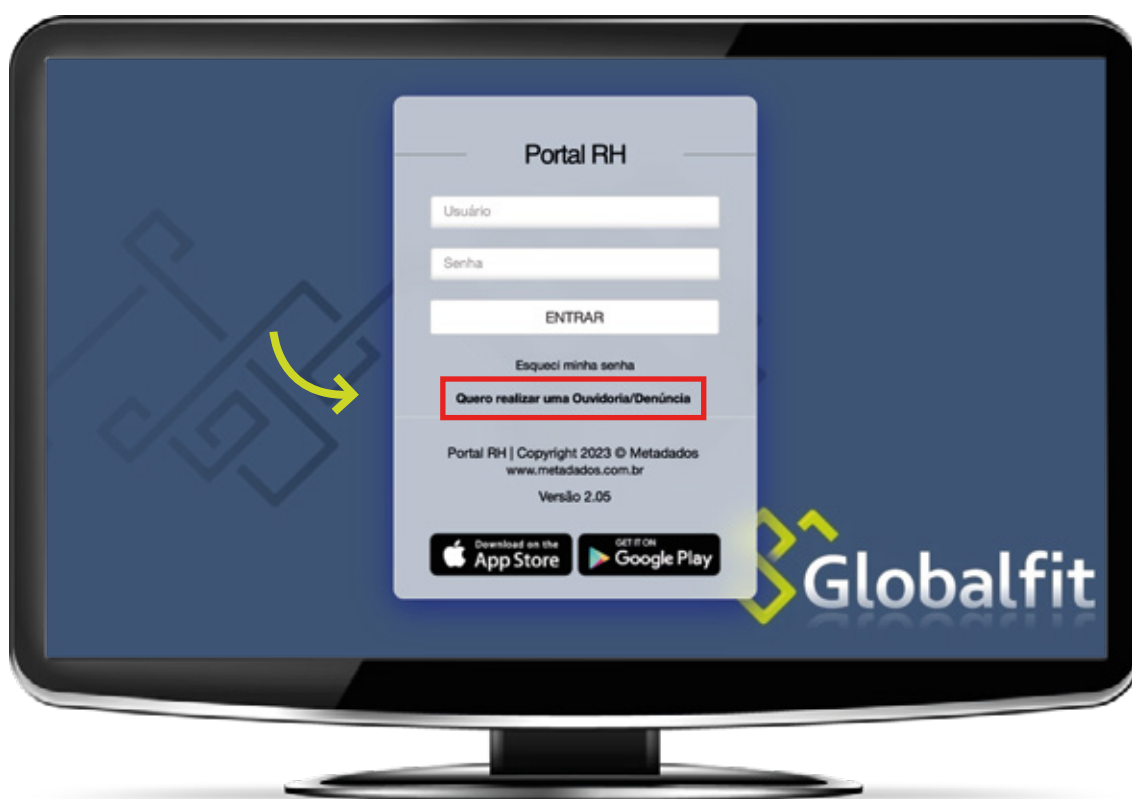 Portal RH
Usuário
Senha
ENTRAR
Esqueci minha senha
Quero realizar uma Ouvidoria/Denúncia
Portal RH | Copyright 2023 © Metadados
www.metadados.com.br
Versão 2.05
Download on the
App Store
GET IT ON
Google Play
Globalfit